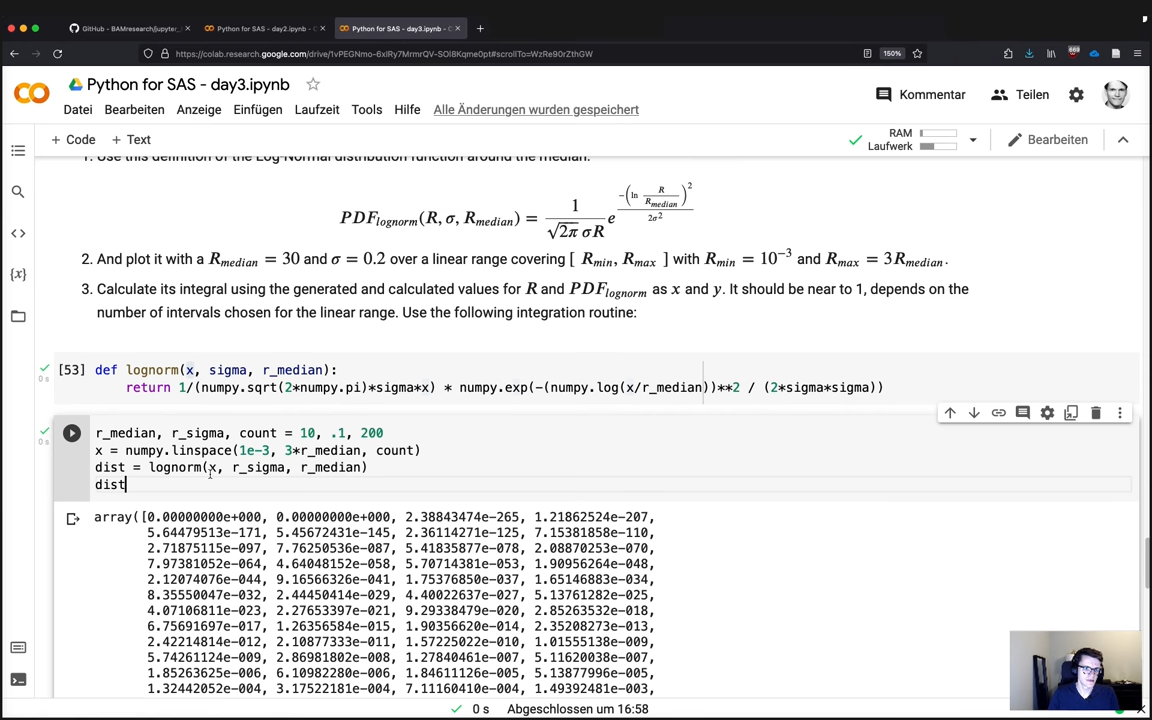 GitHub - BAMresearch/jupyter_ Python for SAS - day2.ipynb - C Python for SAS - day3.ipynb - C
https://colab.research.google.com/drive/1vPEGNmo-6xIRy7MrmrQV-SOI8Kqme0pt#scrollTo=WzRe90rZthGW 150%
Python for SAS - day3.ipynb
Datei Bearbeiten Anzeige Einfügen Laufzeit Tools Hilfe Alle Änderungen wurden gespeichert
Kommentar Teilen
+ Code + Text
RAM
Laufwerk
Bearbeiten
1. Use this definition of the Log-Normal distribution function around the median:
PDF_lognorm(R, σ, R_median) = 1/(√2π σR) e^(−(ln R/R_median)^2 / 2σ^2)
2. And plot it with a R_median = 30 and σ = 0.2 over a linear range covering [ R_min, R_max ] with R_min = 10^−3 and R_max = 3R_median.
3. Calculate its integral using the generated and calculated values for R and PDF_lognorm as x and y. It should be near to 1, depends on the
number of intervals chosen for the linear range. Use the following integration routine:
[53] def lognorm(x, sigma, r_median):
return 1/(numpy.sqrt(2*numpy.pi)*sigma*x) * numpy.exp(-(numpy.log(x/r_median))**2 / (2*sigma*sigma))
0 s
r_median, r_sigma, count = 10, .1, 200
x = numpy.linspace(1e-3, 3*r_median, count)
dist = lognorm(x, r_sigma, r_median)
dist
0 s
array([0.00000000e+000, 0.00000000e+000, 2.38843474e-265, 1.21862524e-207,
5.64479513e-171, 5.45672431e-145, 2.36114271e-125, 7.15381858e-110,
2.71875115e-097, 7.76250536e-087, 5.41835877e-078, 2.08870253e-070,
7.97381052e-064, 4.64048152e-058, 5.70714381e-053, 1.90956264e-048,
2.12074076e-044, 9.16566326e-041, 1.75376850e-037, 1.65146883e-034,
8.35550047e-032, 2.44450414e-029, 4.40022637e-027, 5.13761282e-025,
4.07106811e-023, 2.27653397e-021, 9.29338479e-020, 2.85263532e-018,
6.75691697e-017, 1.26356584e-015, 1.90356620e-014, 2.35208273e-013,
2.42214814e-012, 2.10877333e-011, 1.57225022e-010, 1.01555138e-009,
5.74261124e-009, 2.86981802e-008, 1.27840461e-007, 5.11620038e-007,
1.85263625e-006, 6.10982280e-006, 1.84611126e-005, 5.13877996e-005,
1.32442052e-004, 3.17522181e-004, 7.11160410e-004, 1.49392481e-003,
0 s Abgeschlossen um 16:58